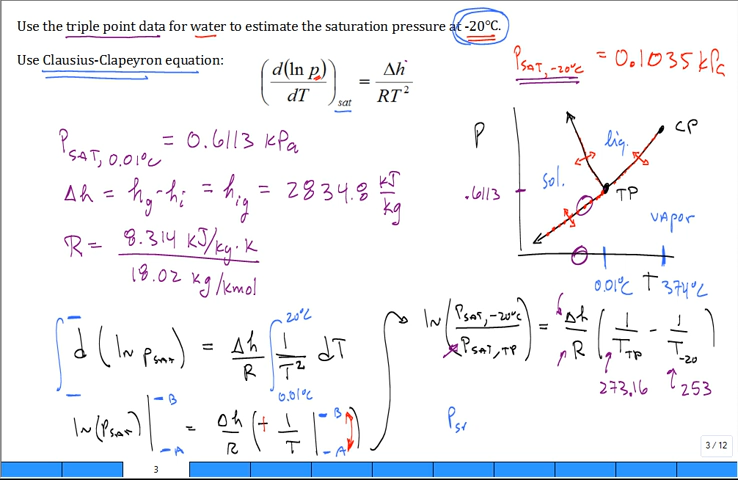 Use the triple point data for water to estimate the saturation pressure at -20°C.
Use Clausius-Clapeyron equation:
(d(ln p)/dT)sat = Δh/RT²
PSAT,-20°C = 0.1035 kPa
PSAT, 0.01°C = 0.6113 kPa
Δh = hg-hi = hig = 2834.8 kJ/kg
R = 8.314 kJ/kg·K / 18.02 kg/kmol
P
CP
liq.
sol.
.6113
TP
VAPOR
0.01°C T 374°C
∫ d(ln PSAT) = Δh/R ∫ 1/T² dT
20°C
0.01°C
ln(PSAT) |-A -B = Δh/R (+ 1/T |-A -B)
ln(PSAT,-20°C / PSAT,TP) = Δh/R (1/TTP - 1/T-20)
273.16 253
3/12
3